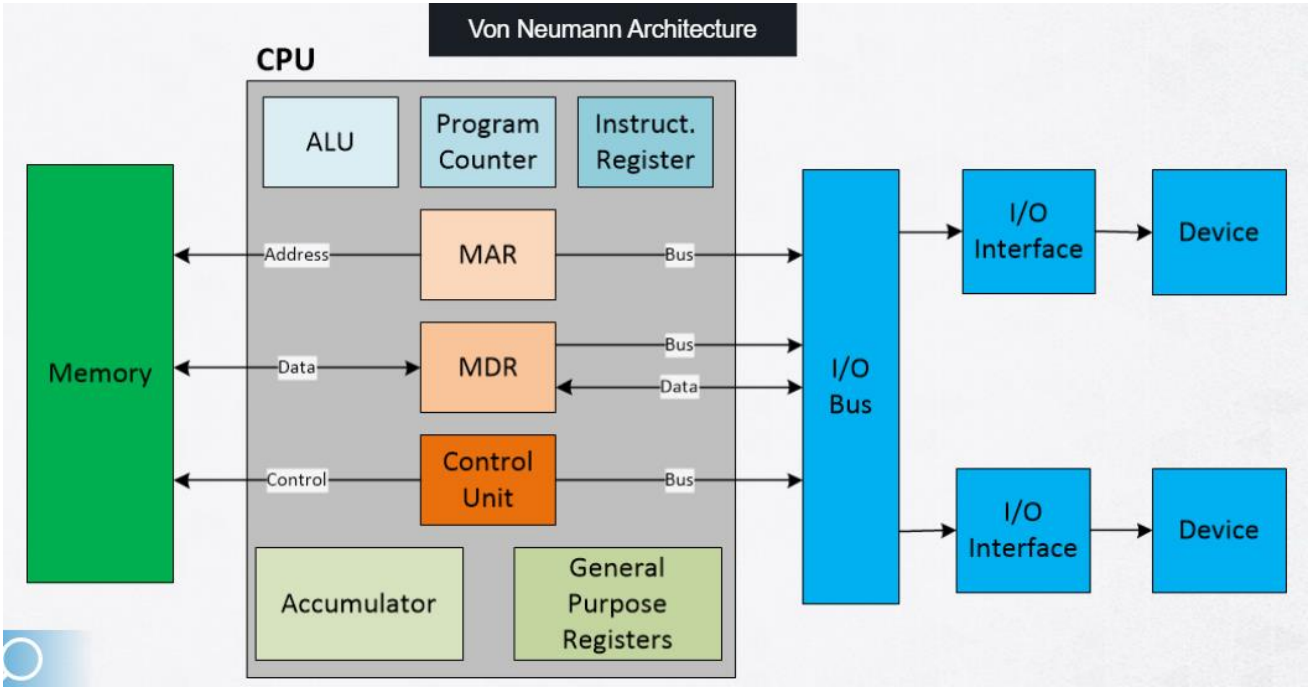 Von Neumann Architecture
CPU
ALU
Program
Counter
Instruct.
Register
Memory
Address
MAR
Bus
Data
MDR
Bus
Data
Control
Control
Unit
Bus
Accumulator
General
Purpose
Registers
I/O
Bus
I/O
Interface
Device
I/O
Interface
Device